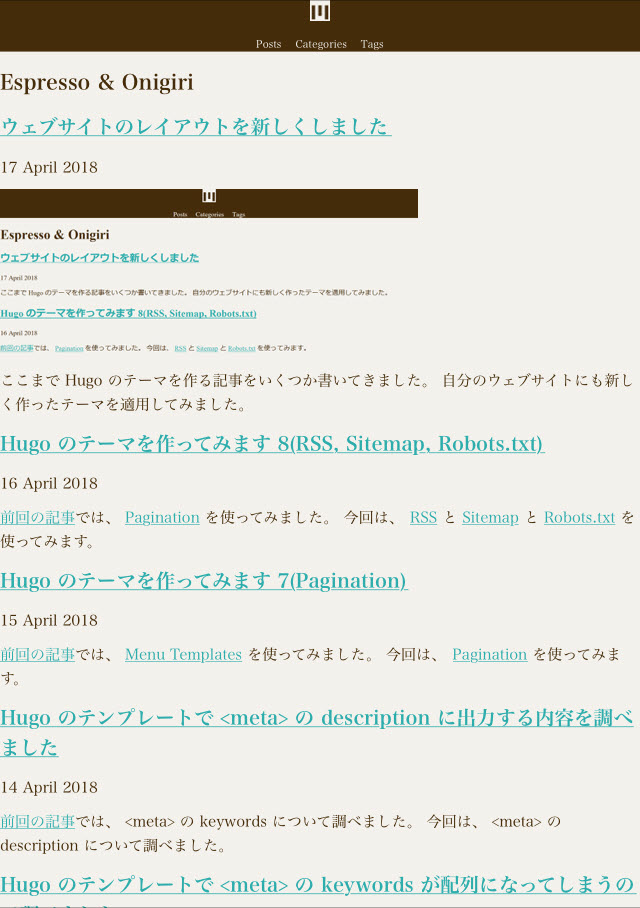 Posts Categories Tags
Espresso & Onigiri
ウェブサイトのレイアウトを新しくしました
17 April 2018
Posts Categories Tags
Espresso & Onigiri
ウェブサイトのレイアウトを新しくしました
17 April 2018
ここまで Hugo のテーマを作る記事をいくつか書いてきました。 自分のウェブサイトにも新しく作ったテーマを適用してみました。
Hugo のテーマを作ってみます 8(RSS, Sitemap, Robots.txt)
16 April 2018
前回の記事では、 Pagination を使ってみました。 今回は、 RSS と Sitemap と Robots.txt を使ってみます。
ここまで Hugo のテーマを作る記事をいくつか書いてきました。 自分のウェブサイトにも新し
く作ったテーマを適用してみました。
Hugo のテーマを作ってみます 8(RSS, Sitemap, Robots.txt)
16 April 2018
前回の記事では、 Pagination を使ってみました。 今回は、 RSS と Sitemap と Robots.txt を
使ってみます。
Hugo のテーマを作ってみます 7(Pagination)
15 April 2018
前回の記事では、 Menu Templates を使ってみました。 今回は、 Pagination を使ってみま
す。
Hugo のテンプレートで <meta> の description に出力する内容を調べ
ました
14 April 2018
前回の記事では、 <meta> の keywords について調べました。 今回は、 <meta> の
description について調べました。
Hugo のテンプレートで <meta> の keywords が配列になってしまうの